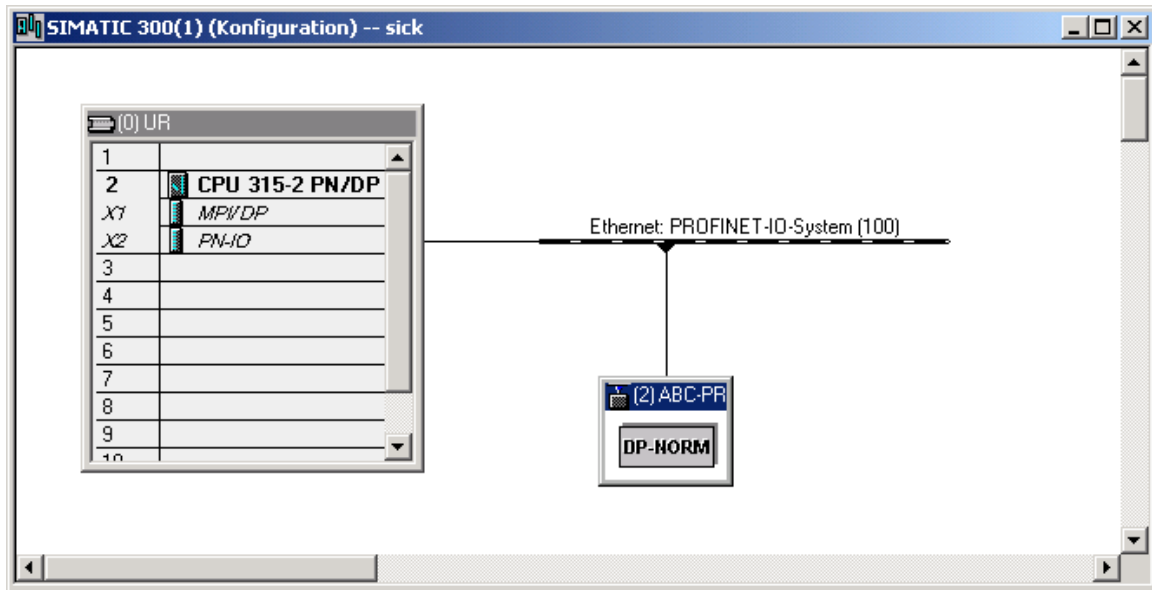 SIMATIC 300(1) (Konfiguration) -- sick
(0) UR
1
2 CPU 315-2 PN/DP
X1 MPI/DP
X2 PN-IO
3
4
5
6
7
8
9
10
Ethernet: PROFINET-IO-System (100)
(2) ABC-PR
DP-NORM